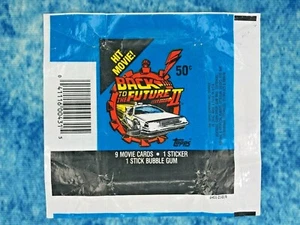 HIT
MOVIE!
50¢
BACK
TO
THE FUTURE II
TOPPS
9 MOVIE CARDS • 1 STICKER
1 STICK BUBBLE GUM